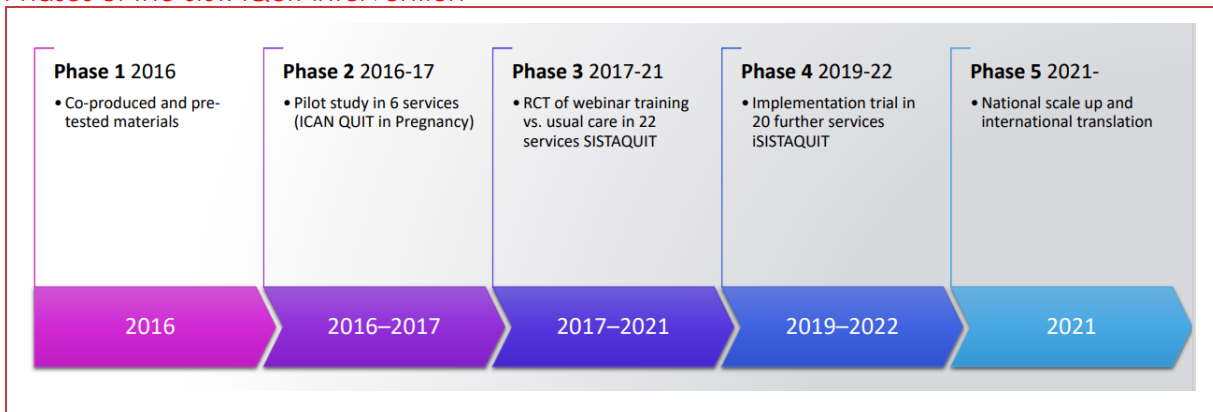 Phase 1 2016
• Co-produced and pre-
tested materials
Phase 2 2016-17
• Pilot study in 6 services
(ICAN QUIT in Pregnancy)
Phase 3 2017-21
• RCT of webinar training
vs. usual care in 22
services SISTAQUIT
Phase 4 2019-22
• Implementation trial in
20 further services
iSISTAQUIT
Phase 5 2021-
• National scale up and
international translation
2016
2016–2017
2017–2021
2019–2022
2021